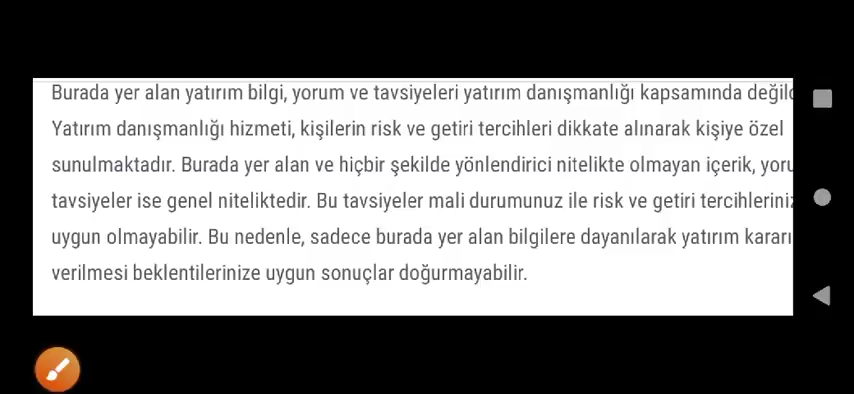 Burada yer alan yatırım bilgi, yorum ve tavsiyeleri yatırım danışmanlığı kapsamında
Yatırım danışmanlığı hizmeti, kişilerin risk ve getiri tercihleri dikkate alınarak kişiye özel
sunulmaktadır. Burada yer alan ve hiçbir şekilde yönlendirici nitelikte olmayan içerik,
tavsiyeler ise genel niteliktedir. Bu tavsiyeler mali durumunuz ile risk ve getiri
uygun olmayabilir. Bu nedenle, sadece burada yer alan bilgilere dayanılarak yatırım kararı
verilmesi beklentilerinize uygun sonuçlar doğurmayabilir.